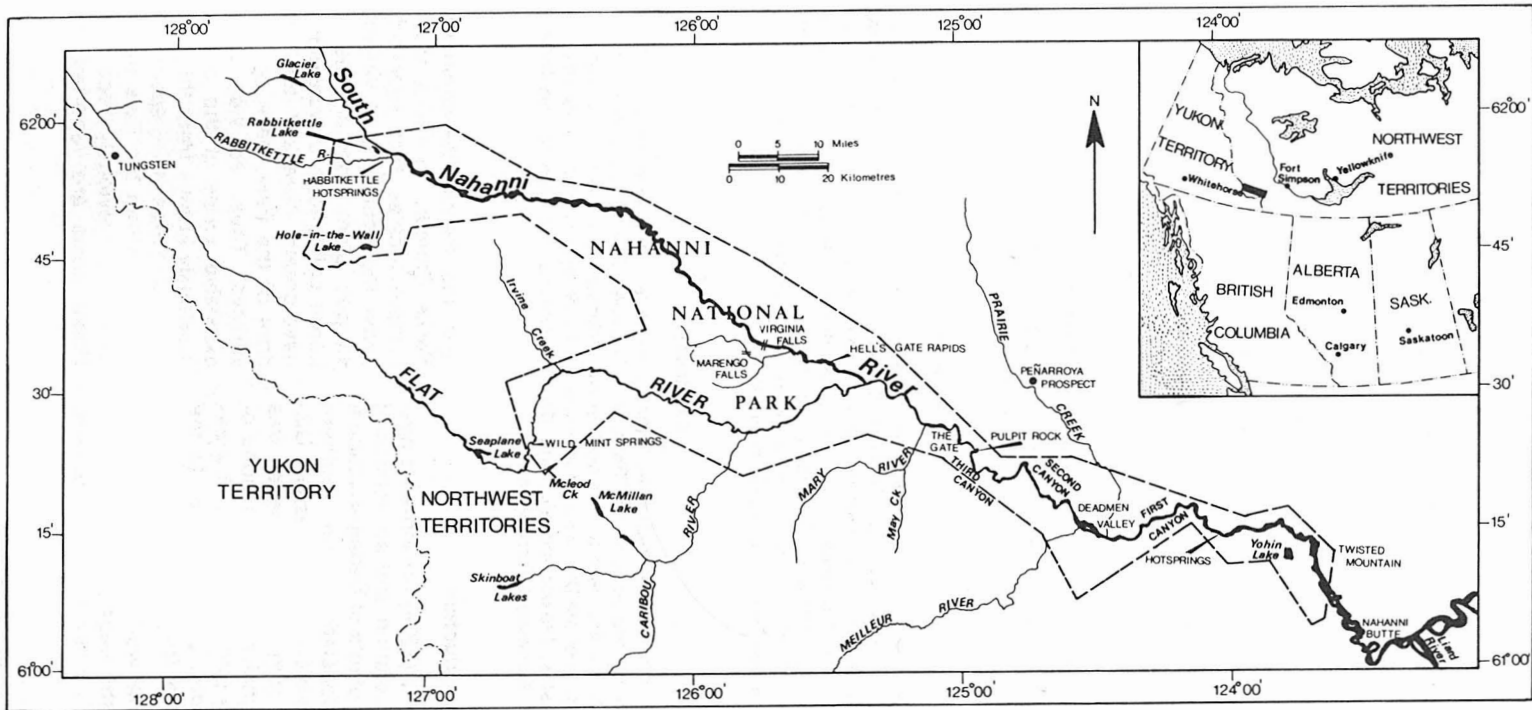 128°00'
127°00'
126°00'
125°00'
124°00'
62°00'
45'
30'
15'
61°00'
Glacier
Lake
South
Nahanni
River
Rabbitkettle
Lake
RABBITKETTLE R.
RABBITKETTLE
HOTSPRINGS
TUNGSTEN
Hole-in-the-Wall
Lake
0 5 10 Miles
0 10 20 Kilometres
N
NAHANNI
NATIONAL
PARK
Irvine
Creek
VIRGINIA
FALLS
MARENGO
FALLS
HELL'S GATE RAPIDS
PRAIRIE
CREEK
PEÑARROYA
PROSPECT
FLAT
RIVER
Seaplane
Lake
WILD MINT SPRINGS
Mcleod
Ck
McMillan
Lake
YUKON
TERRITORY
NORTHWEST
TERRITORIES
Skinboat
Lakes
CARIBOU
RIVER
MARY
RIVER
May Ck
THE
GATE
PULPIT ROCK
THIRD
CANYON
SECOND
CANYON
DEADMEN
VALLEY
FIRST
CANYON
HOTSPRINGS
Yohin
Lake
TWISTED
MOUNTAIN
MEILLEUR
RIVER
NAHANNI
BUTTE
Liard
River
YUKON
TERRITORY
Whitehorse
Fort
Simpson
Yellowknife
NORTHWEST
TERRITORIES
BRITISH
COLUMBIA
ALBERTA
Edmonton
Calgary
SASK.
Saskatoon
62°00'
45'
30'
15'
61°00'
128°00'
127°00'
126°00'
125°00'
124°00'